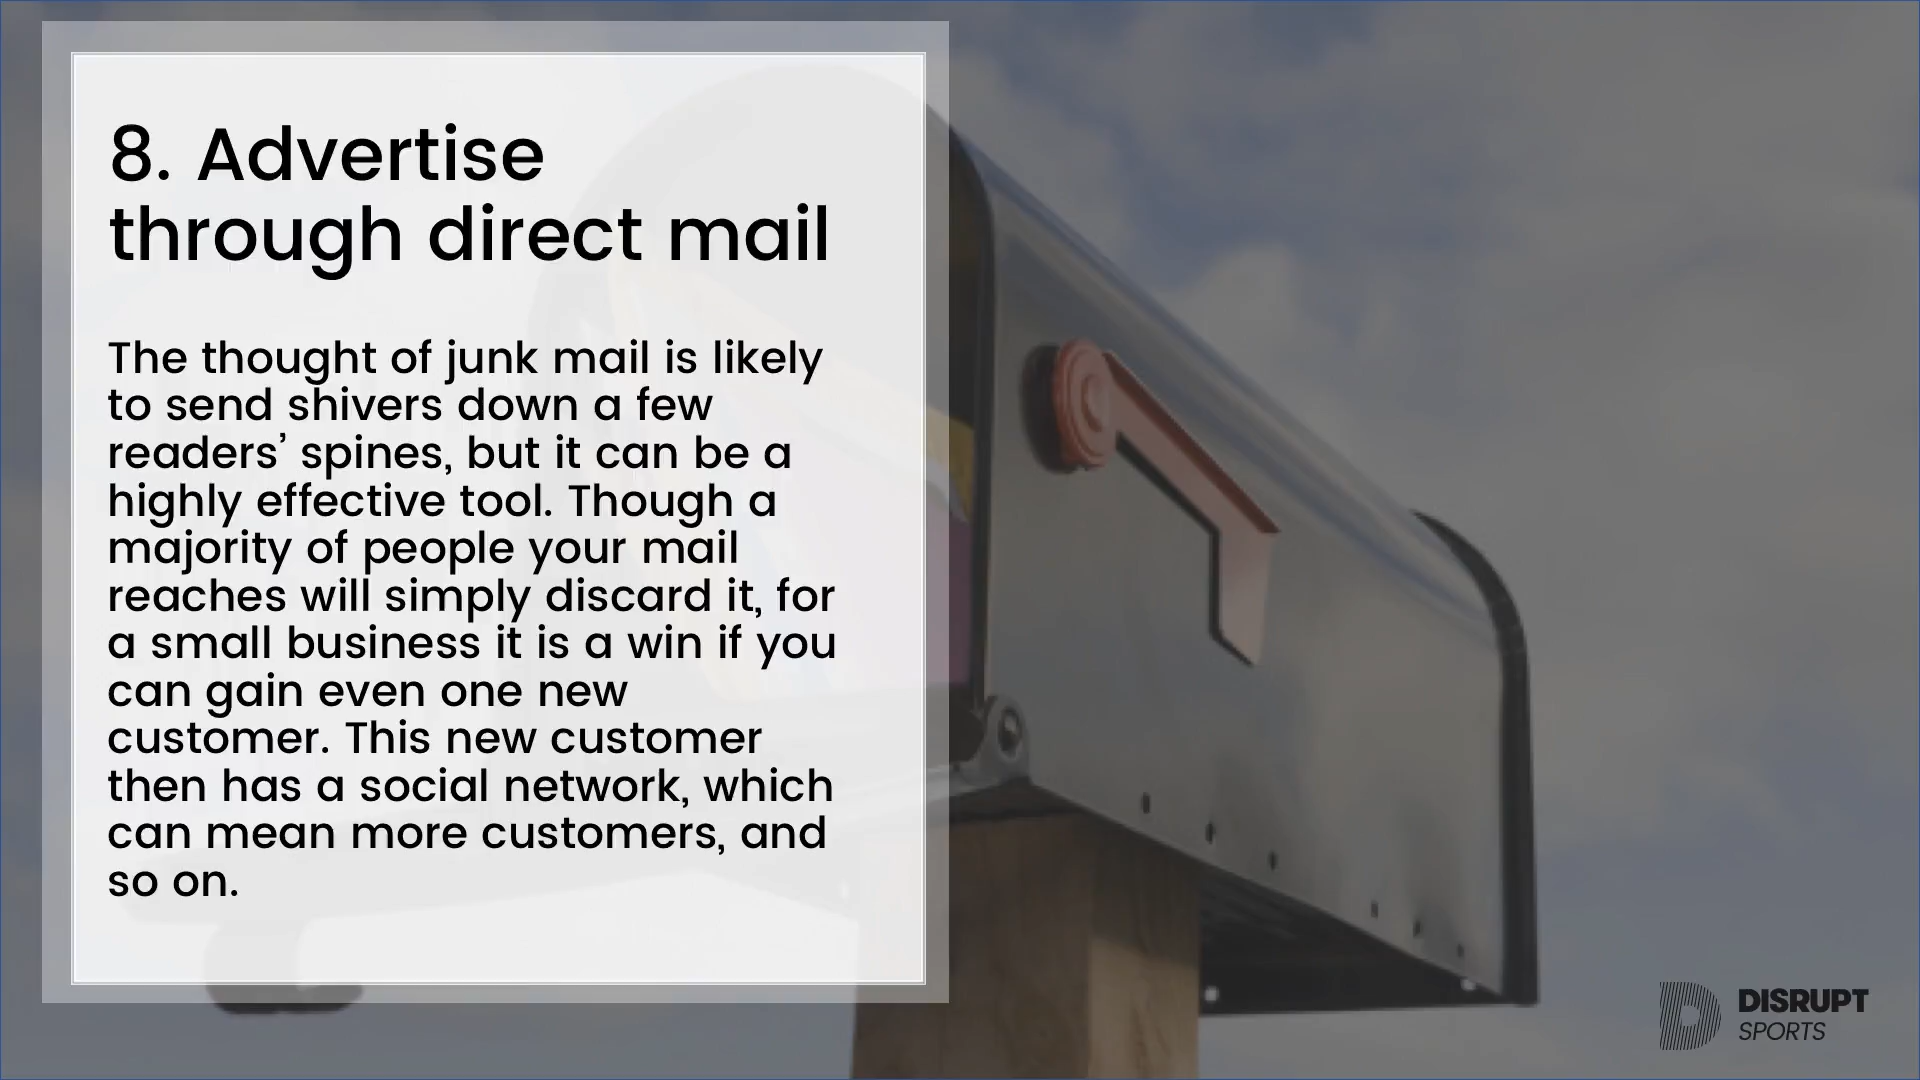 8. Advertise
through direct mail
The thought of junk mail is likely
to send shivers down a few
readers’ spines, but it can be a
highly effective tool. Though a
majority of people your mail
reaches will simply discard it, for
a small business it is a win if you
can gain even one new
customer. This new customer
then has a social network, which
can mean more customers, and
so on.
DISRUPT
SPORTS